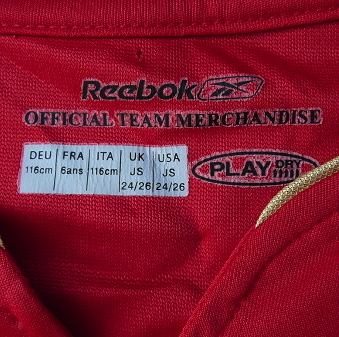 Reebok
OFFICIAL TEAM MERCHANDISE
DEU FRA ITA UK USA
116cm 6ans 116cm JS JS
24/26 24/26
PLAY DRY